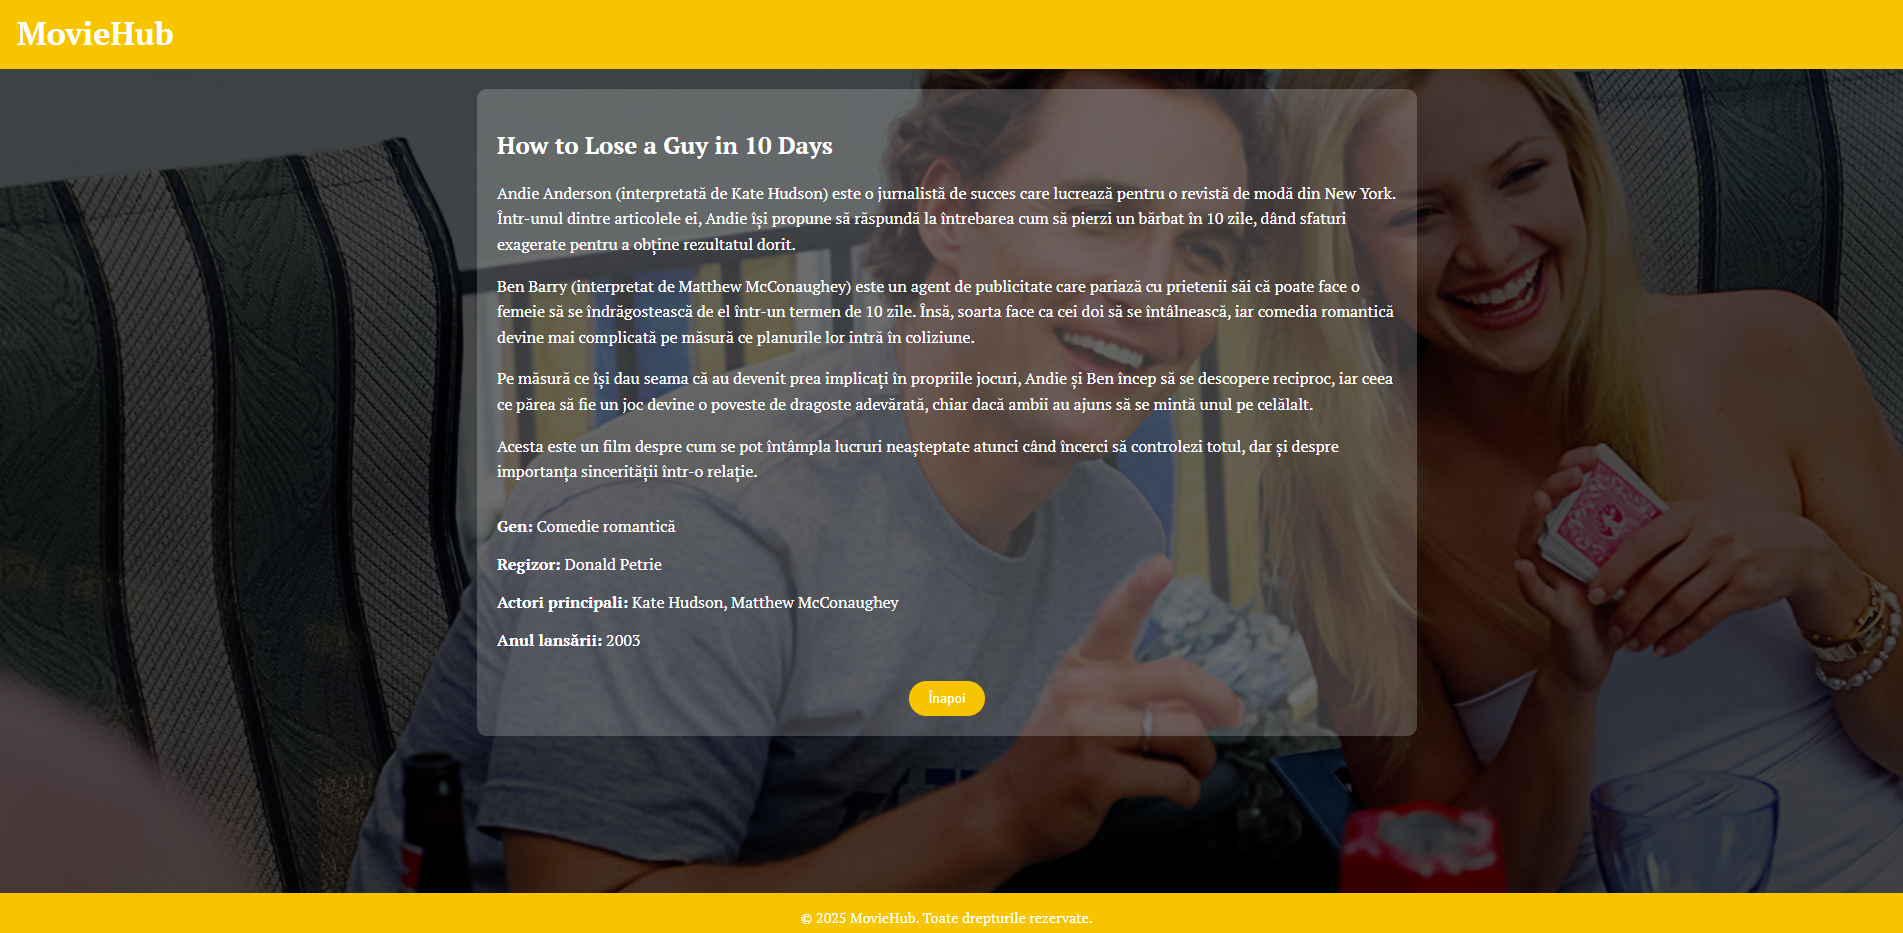 MovieHub
How to Lose a Guy in 10 Days
Andie Anderson (interpretată de Kate Hudson) este o jurnalistă de succes care lucrează pentru o revistă de modă din New York.
Într-unul dintre articolele ei, Andie își propune să răspundă la întrebarea cum să pierzi un bărbat în 10 zile, dând sfaturi
exagerate pentru a obține rezultatul dorit.
Ben Barry (interpretat de Matthew McConaughey) este un agent de publicitate care pariază cu prietenii săi că poate face o
femeie să se îndrăgostească de el într-un termen de 10 zile. Însă, soarta face ca cei doi să se întâlnească, iar comedia romantică
devine mai complicată pe măsură ce planurile lor intră în coliziune.
Pe măsură ce își dau seama că au devenit prea implicați în propriile jocuri, Andie și Ben încep să se descopere reciproc, iar ceea
ce părea să fie un joc devine o poveste de dragoste adevărată, chiar dacă ambii au ajuns să se mintă unul pe celălalt.
Acesta este un film despre cum se pot întâmpla lucruri neașteptate atunci când încerci să controlezi totul, dar și despre
importanța sincerității într-o relație.
Gen: Comedie romantică
Regizor: Donald Petrie
Actori principali: Kate Hudson, Matthew McConaughey
Anul lansării: 2003
Înapoi
© 2025 MovieHub. Toate drepturile rezervate.